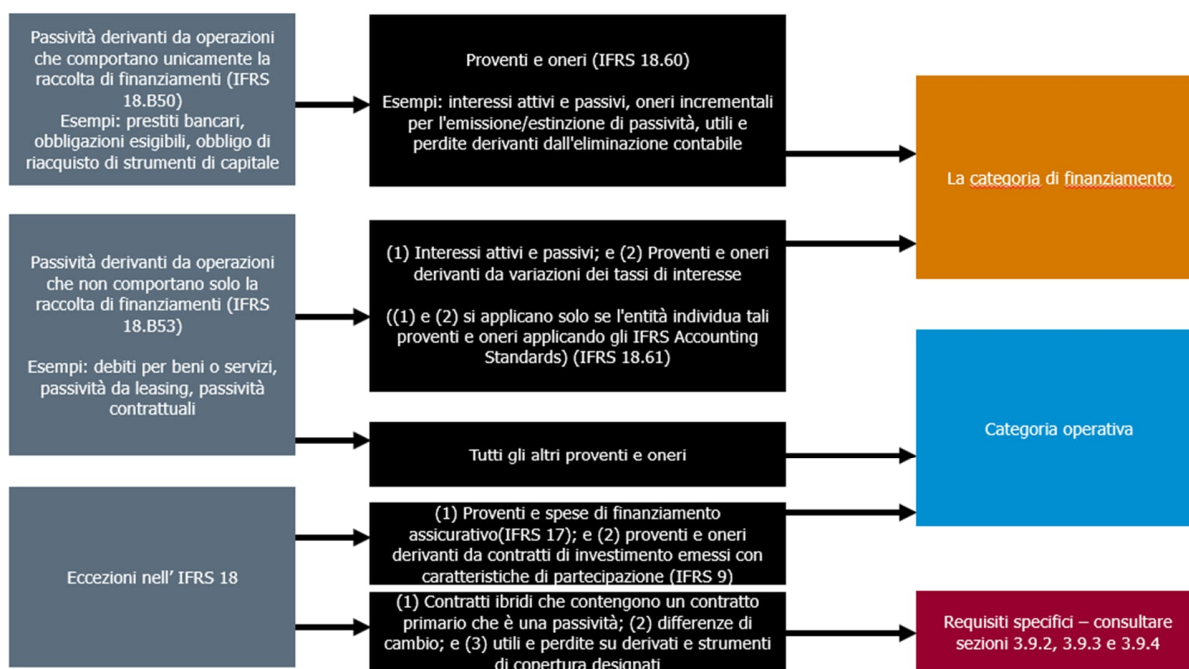 Passività derivanti da operazioni
che comportano unicamente la
raccolta di finanziamenti (IFRS
18.B50)
Esempi: prestiti bancari,
obbligazioni esigibili, obbligo di
riacquisto di strumenti di capitale
Proventi e oneri (IFRS 18.60)
Esempi: interessi attivi e passivi, oneri incrementali
per l'emissione/estinzione di passività, utili e
perdite derivanti dall'eliminazione contabile
La categoria di finanziamento
Passività derivanti da operazioni
che non comportano solo la
raccolta di finanziamenti (IFRS
18.B53)
Esempi: debiti per beni o servizi,
passività da leasing, passività
contrattuali
(1) Interessi attivi e passivi; e (2) Proventi e oneri
derivanti da variazioni dei tassi di interesse
((1) e (2) si applicano solo se l'entità individua tali
proventi e oneri applicando gli IFRS Accounting
Standards) (IFRS 18.61)
Tutti gli altri proventi e oneri
Categoria operativa
Eccezioni nell' IFRS 18
(1) Proventi e spese di finanziamento
assicurativo(IFRS 17); e (2) proventi e oneri
derivanti da contratti di investimento emessi con
caratteristiche di partecipazione (IFRS 9)
(1) Contratti ibridi che contengono un contratto
primario che è una passività; (2) differenze di
cambio; e (3) utili e perdite su derivati e strumenti
di copertura designati
Requisiti specifici – consultare
sezioni 3.9.2, 3.9.3 e 3.9.4